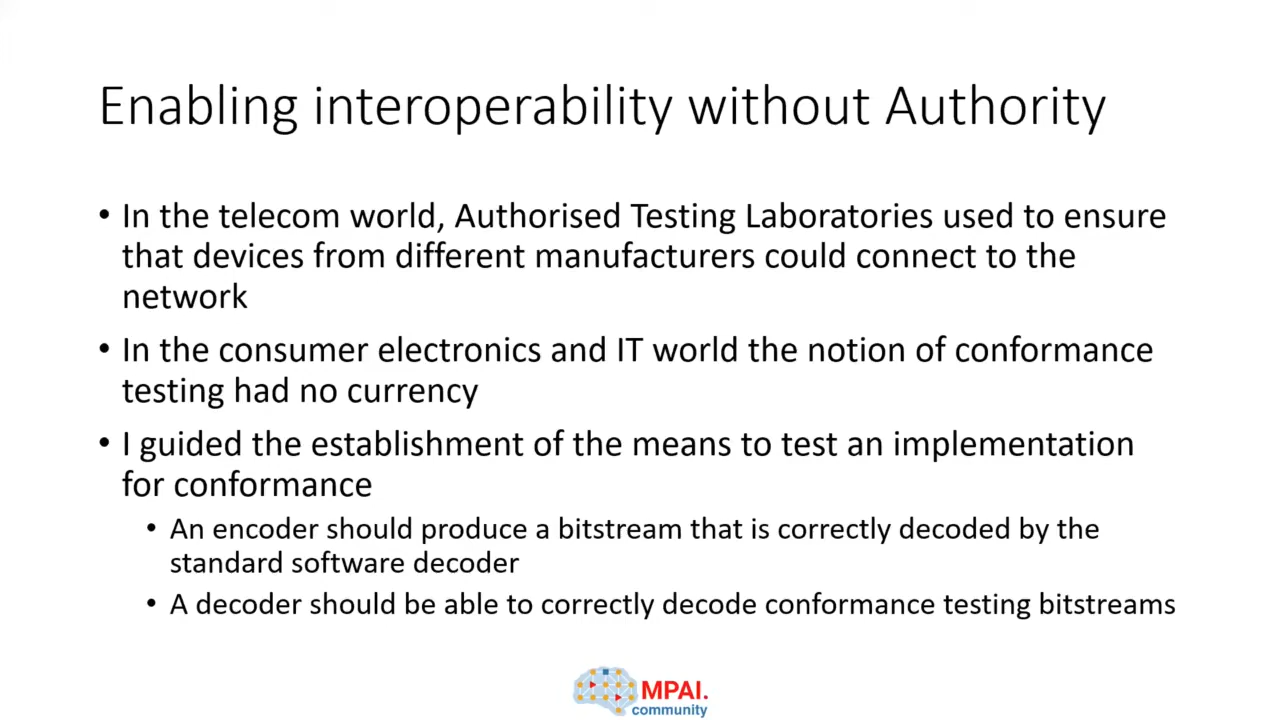 Enabling interoperability without Authority
• In the telecom world, Authorised Testing Laboratories used to ensure
that devices from different manufacturers could connect to the
network
• In the consumer electronics and IT world the notion of conformance
testing had no currency
• I guided the establishment of the means to test an implementation
for conformance
• An encoder should produce a bitstream that is correctly decoded by the
standard software decoder
• A decoder should be able to correctly decode conformance testing bitstreams
MPAI.
community